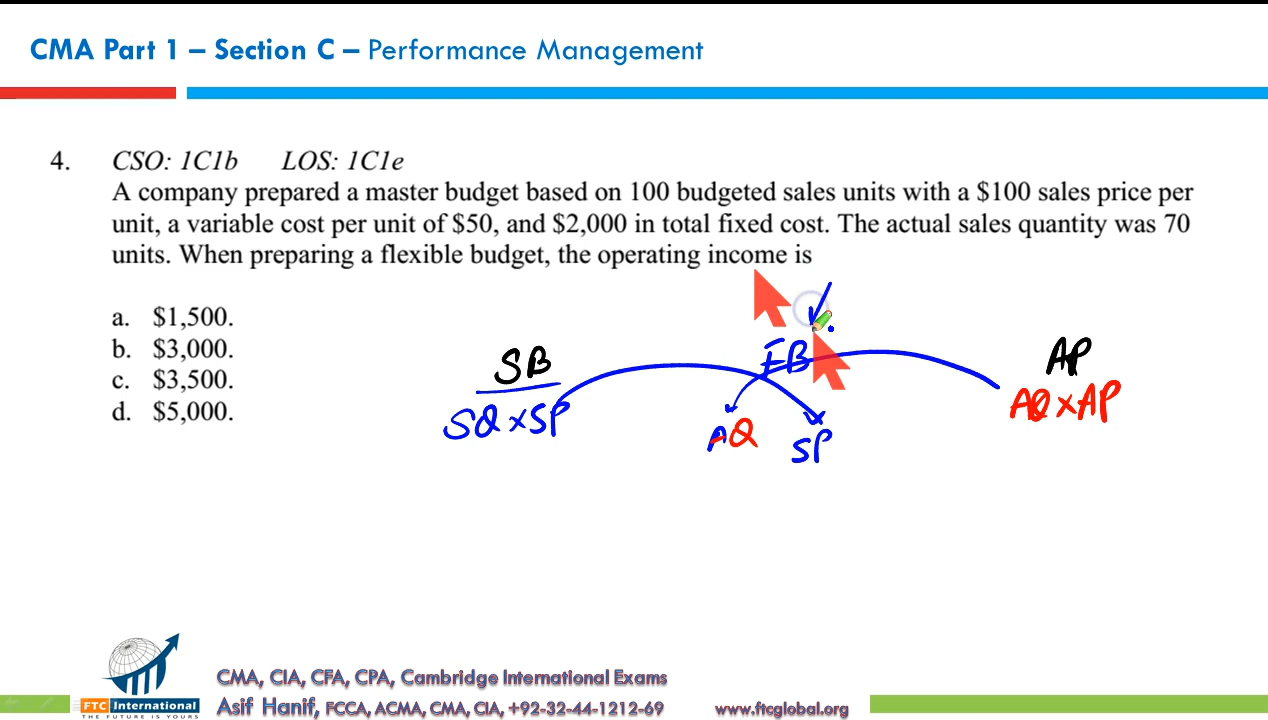 CMA Part 1 – Section C – Performance Management
4. CSO: 1C1b LOS: 1C1e
A company prepared a master budget based on 100 budgeted sales units with a $100 sales price per
unit, a variable cost per unit of $50, and $2,000 in total fixed cost. The actual sales quantity was 70
units. When preparing a flexible budget, the operating income is
a. $1,500.
b. $3,000.
c. $3,500.
d. $5,000.
SB FB AP
SQ x SP AQ SP AQ x AP
CMA, CIA, CFA, CPA, Cambridge International Exams
FTC International
THE FUTURE IS YOURS
Asif Hanif, FCCA, ACMA, CMA, CIA, +92-32-44-1212-69 www.ftcglobal.org